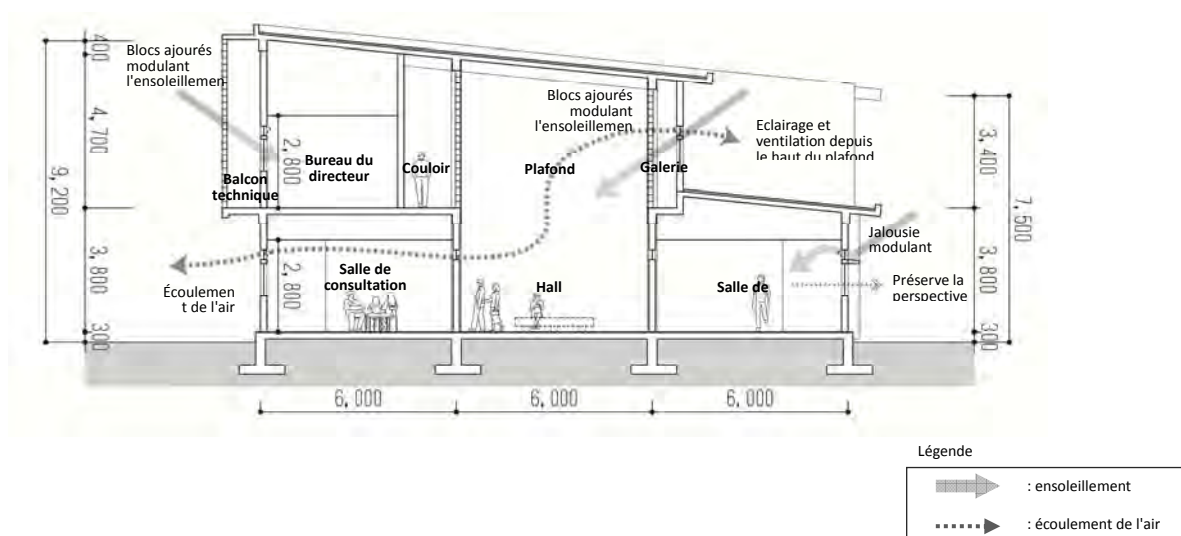 Blocs ajourés
modulant
l'ensoleillemen
Blocs ajourés
modulant
l'ensoleillemen
Eclairage et
ventilation depuis
le haut du plafond
400
4,700
9,200
3,800
300
2,800
Bureau du
directeur
Couloir
Plafond
Galerie
Balcon
technique
3,400
7,500
3,800
300
Jalousie
modulant
Écoulemen
t de l'air
2,800
Salle de
consultation
Hall
Salle de
Préserve la
perspective
6,000
6,000
6,000
Légende
: ensoleillement
: écoulement de l'air